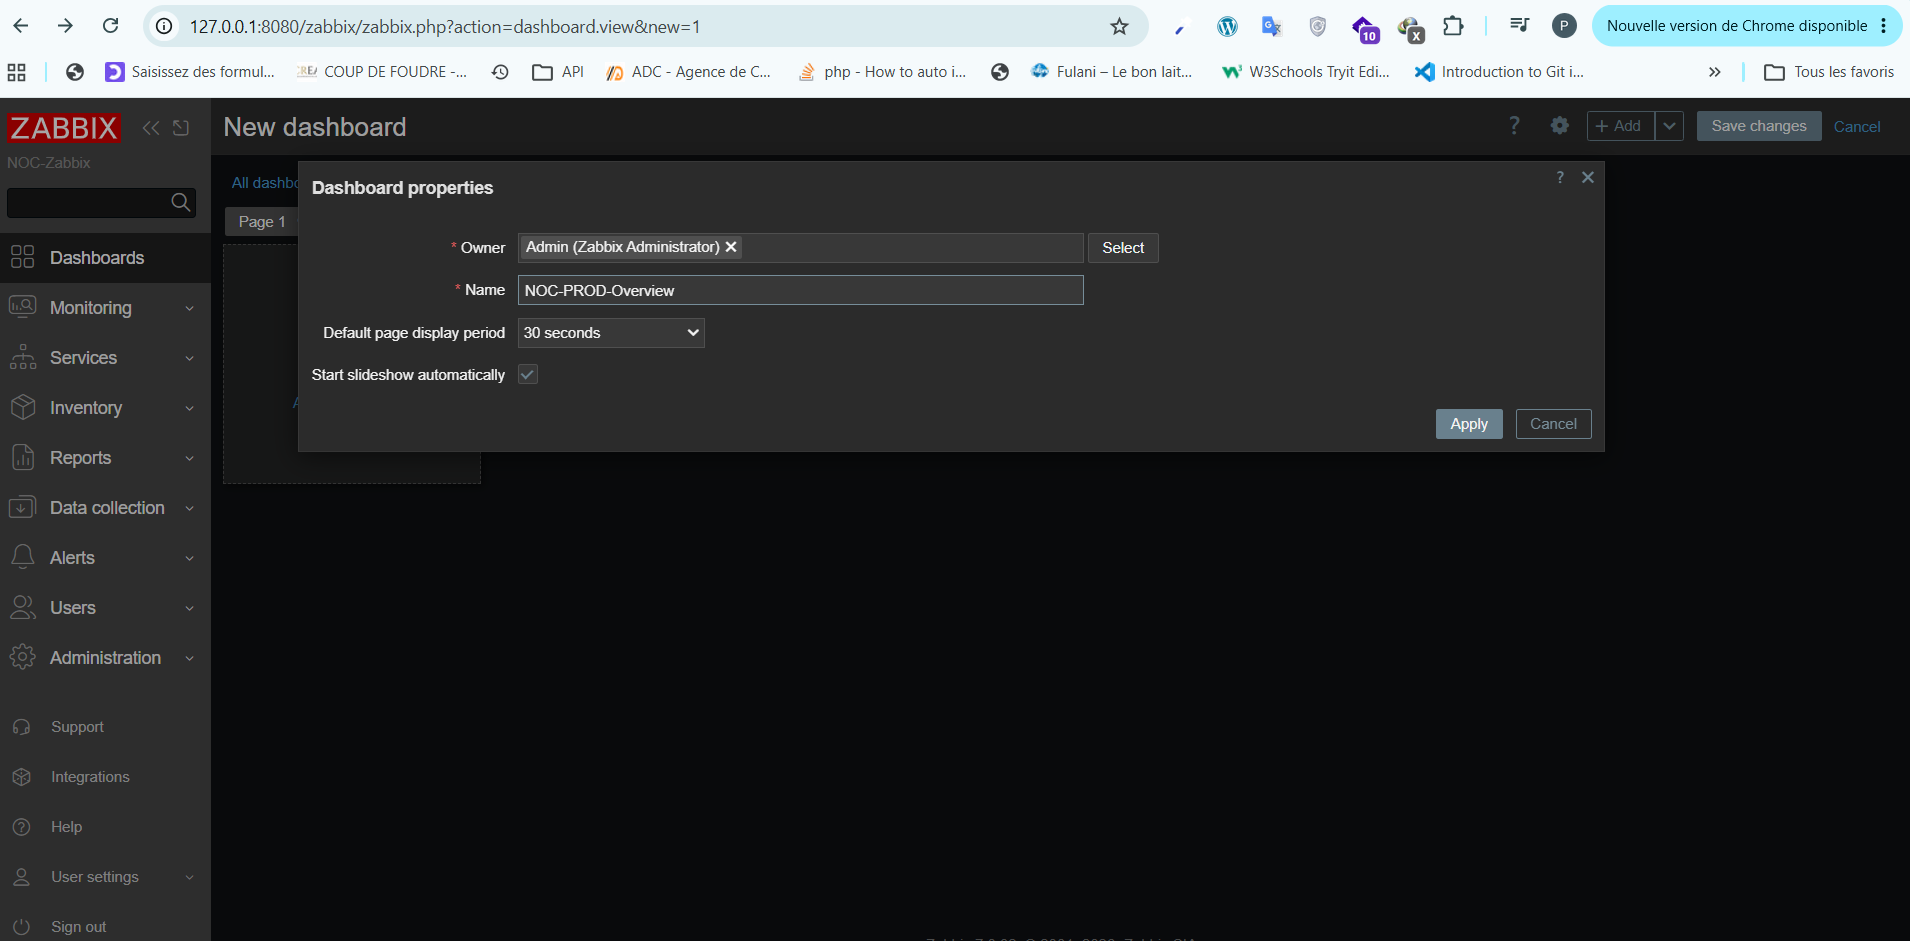 127.0.0.1:8080/zabbix/zabbix.php?action=dashboard.view&new=1
10
X
P
Nouvelle version de Chrome disponible
Saisissez des formul...
COUP DE FOUDRE -...
API
ADC - Agence de C...
php - How to auto i...
Fulani – Le bon lait...
W3Schools Tryit Edi...
Introduction to Git i...
»
Tous les favoris
ZABBIX
NOC-Zabbix
New dashboard
?
+ Add
Save changes
Cancel
All dashbo
Page 1
Dashboard properties
?
* Owner
Admin (Zabbix Administrator)
Select
* Name
NOC-PROD-Overview
Default page display period
30 seconds
Start slideshow automatically
Apply
Cancel
Dashboards
Monitoring
Services
Inventory
Reports
Data collection
Alerts
Users
Administration
Support
Integrations
Help
User settings
Sign out